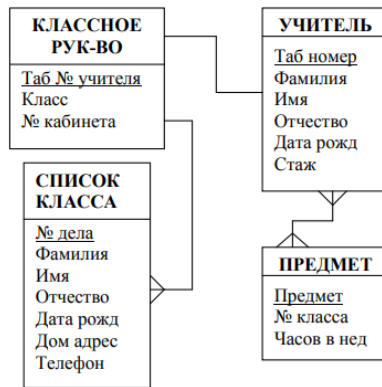 КЛАССНОЕ
РУК-ВО
Таб № учителя
Класс
№ кабинета
УЧИТЕЛЬ
Таб номер
Фамилия
Имя
Отчество
Дата рожд
Стаж
СПИСОК
КЛАССА
№ дела
Фамилия
Имя
Отчество
Дата рожд
Дом адрес
Телефон
ПРЕДМЕТ
Предмет
№ класса
Часов в нед